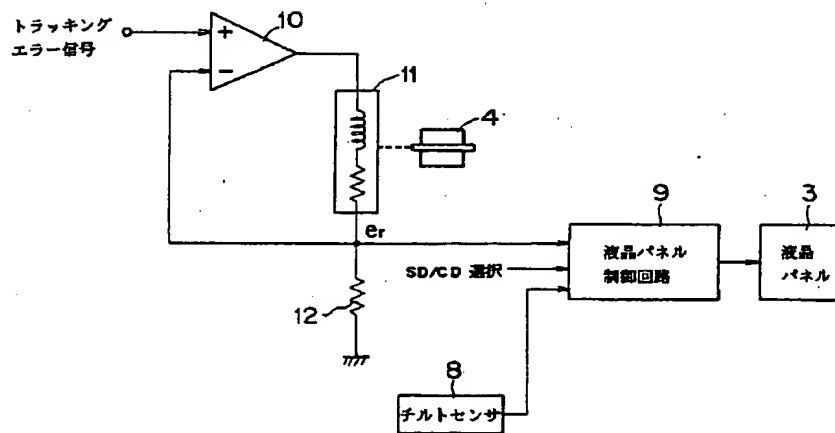 トラッキング
エラー信号
10
+
−
11
4
er
SD/CD 選択
9
液晶パネル
制御回路
3
液晶
パネル
12
8
チルトセンサ